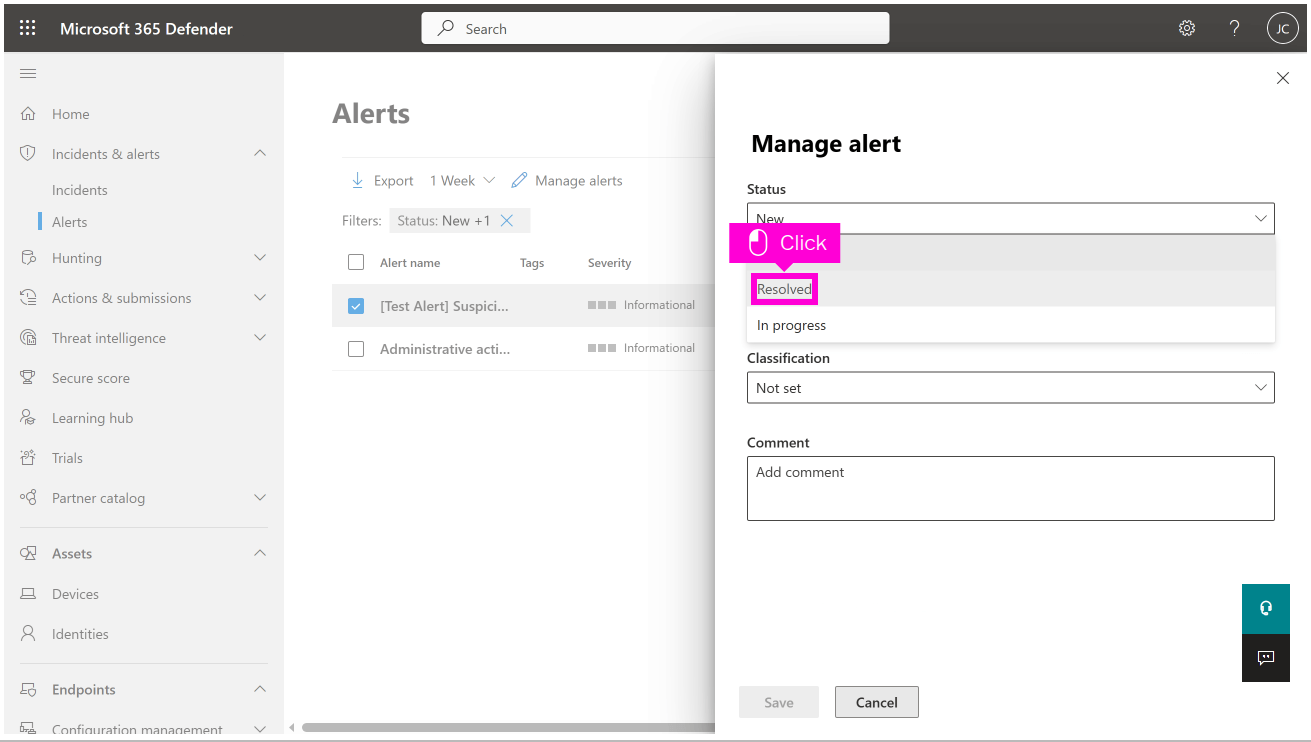 Microsoft 365 Defender
Search
?
JC
Home
Incidents & alerts
Incidents
Alerts
Hunting
Actions & submissions
Threat intelligence
Secure score
Learning hub
Trials
Partner catalog
Assets
Devices
Identities
Endpoints
Configuration management
Alerts
Export 1 Week Manage alerts
Filters: Status: New +1
Alert name Tags Severity
[Test Alert] Suspici... Informational
Administrative acti... Informational
Manage alert
Status
New
Click
Resolved
In progress
Classification
Not set
Comment
Add comment
Save Cancel